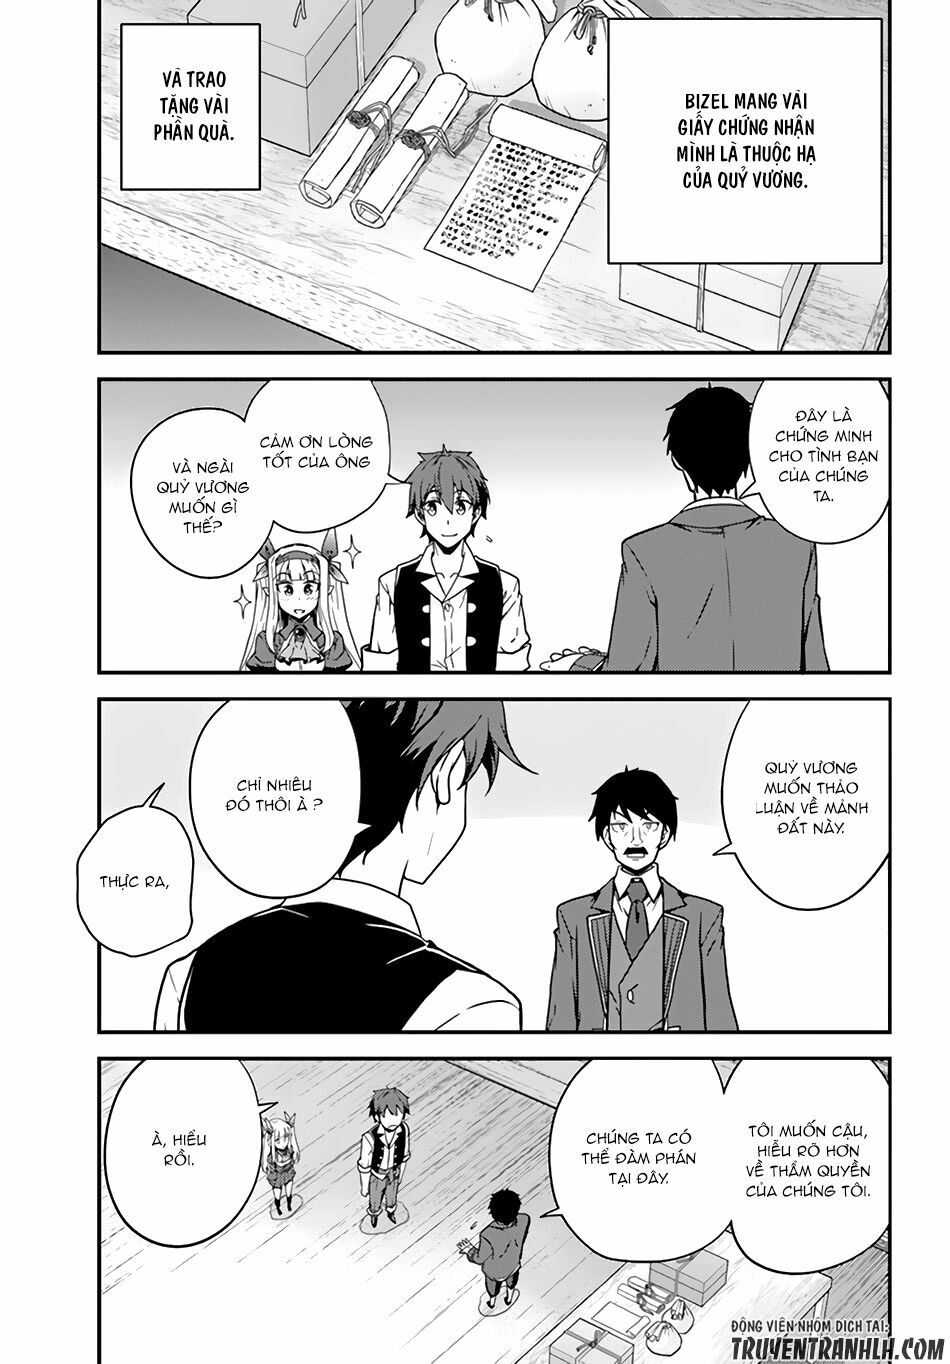 BIZEL MANG VÀI
GIẤY CHỨNG NHẬN
MÌNH LÀ THUỘC HẠ
CỦA QUỶ VƯƠNG.
VÀ TRAO
TẶNG VÀI
PHẦN QUÀ.
ĐÂY LÀ
CHỨNG MINH
CHO TÌNH BẠN
CỦA CHÚNG
TA.
CẢM ƠN LÒNG
TỐT CỦA ÔNG
VÀ NGÀI
QUỶ VƯƠNG
MUỐN GÌ
THẾ?
QUỶ VƯƠNG
MUỐN THẢO
LUẬN VỀ MẢNH
ĐẤT NÀY.
CHỈ NHIÊU
ĐÓ THÔI À ?
THỰC RA,
TÔI MUỐN CẬU,
HIỂU RÕ HƠN
VỀ THẨM QUYỀN
CỦA CHÚNG TÔI.
CHÚNG TA CÓ
THỂ ĐÀM PHÁN
TẠI ĐÂY.
À, HIỂU
RỒI.
ĐỘNG VIÊN NHÓM DỊCH TẠI:
TRUYENTRANHLH.COM